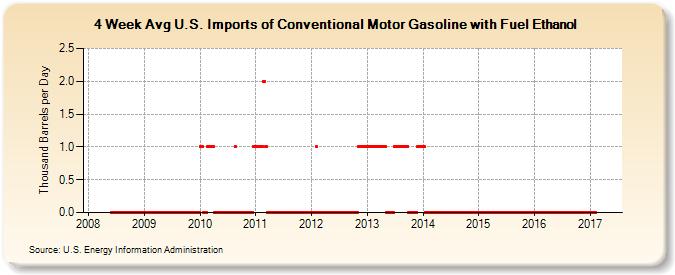 4 Week Avg U.S. Imports of Conventional Motor Gasoline with Fuel Ethanol
Thousand Barrels per Day
2.5
2.0
1.5
1.0
0.5
0.0
2008 2009 2010 2011 2012 2013 2014 2015 2016 2017
Source: U.S. Energy Information Administration